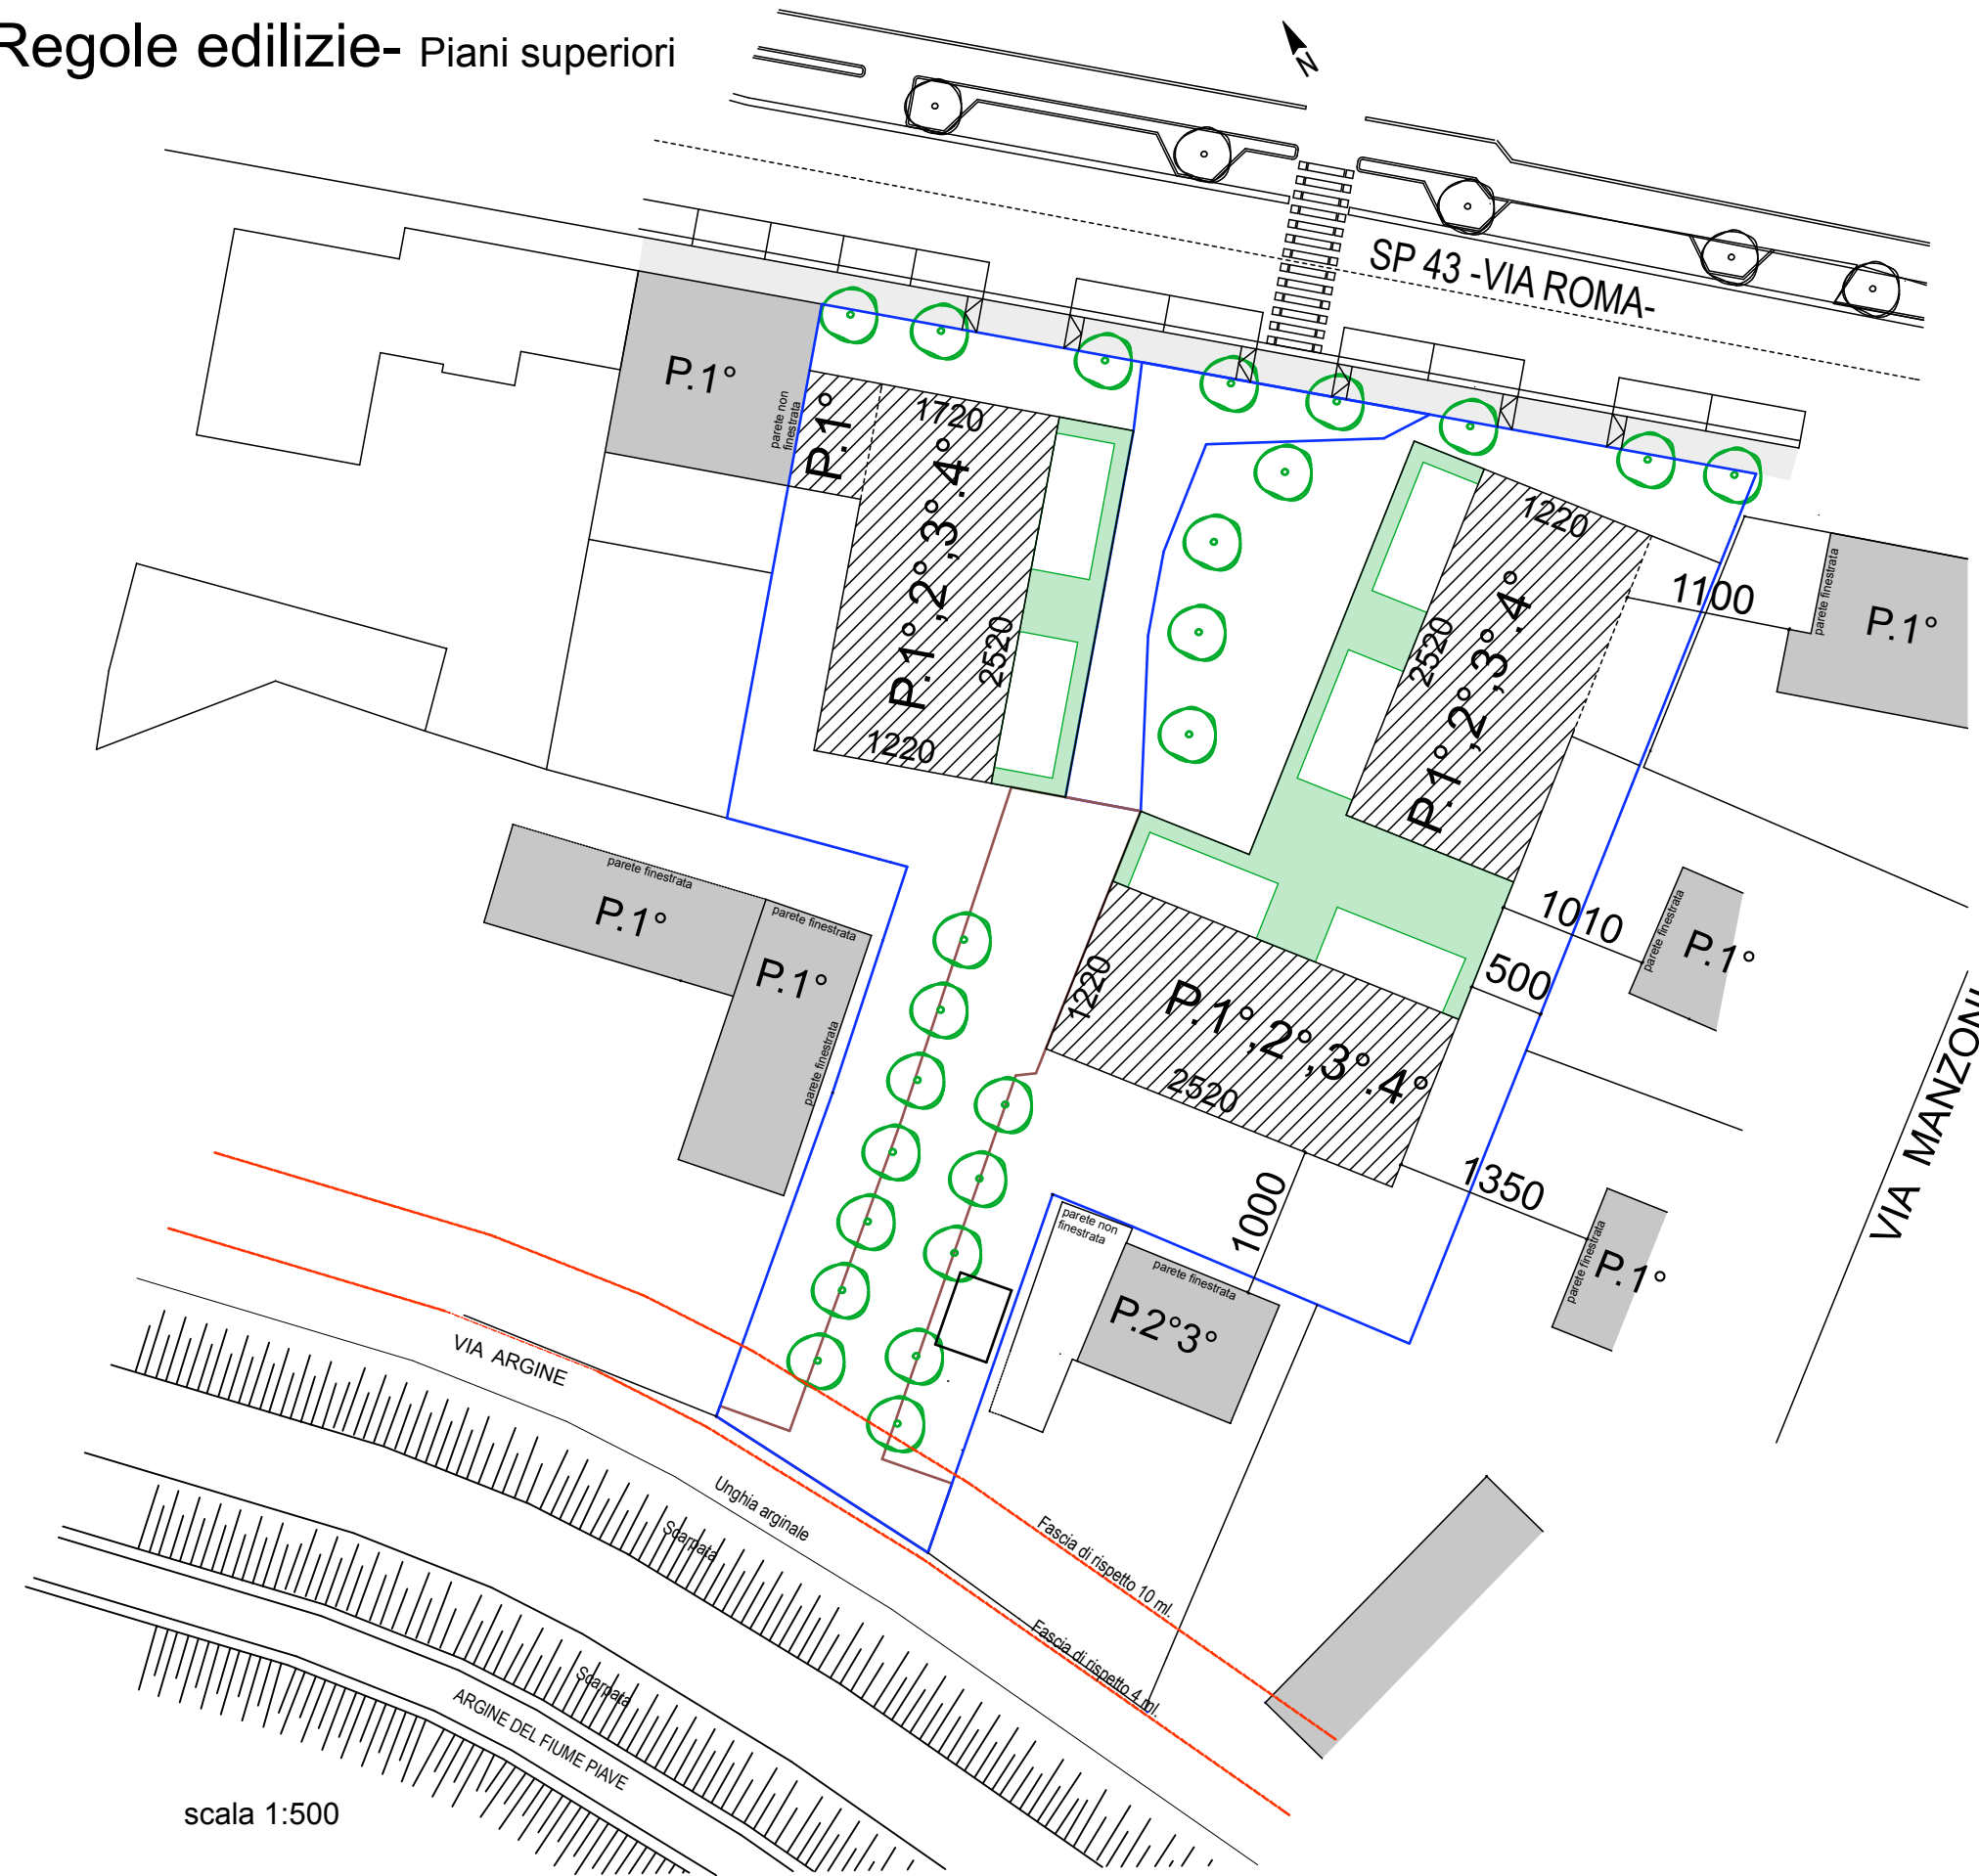 Regole edilizie- Piani superiori
N
SP 43 -VIA ROMA-
P.1°
parete non
finestrata
P.1°
1720
P.1°,2°,3°.4°
2520
1220
1220
2520
P.1°,2°,3°.4°
1100
parete finestrata
P.1°
parete finestrata
P.1°
parete finestrata
P.1°
parete finestrata
1010
parete finestrata
P.1°
500
1220
P.1°.2°,3°.4°
2520
1350
parete finestrata
P.1°
1000
parete non
finestrata
parete finestrata
P.2°3°
VIA MANZONI
VIA ARGINE
Unghia arginale
Scarpata
Fascia di rispetto 10 ml.
Fascia di rispetto 4 ml.
Scarpata
ARGINE DEL FIUME PIAVE
scala 1:500